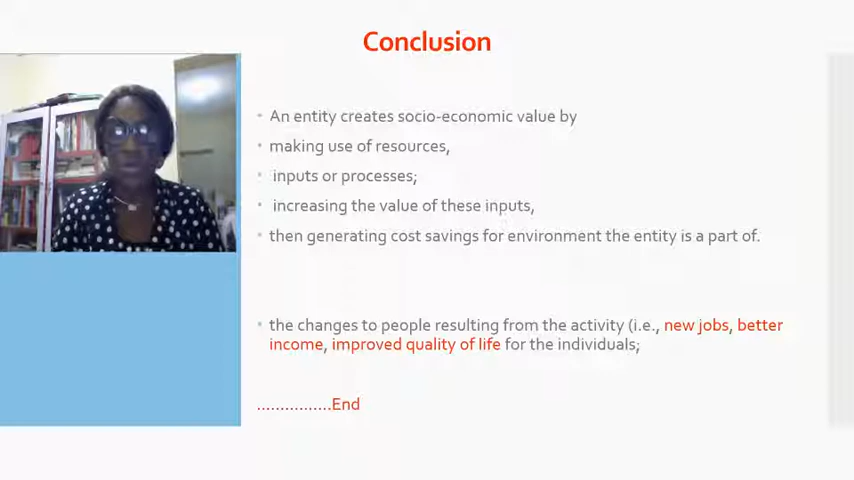 Conclusion
An entity creates socio-economic value by
making use of resources,
inputs or processes;
increasing the value of these inputs,
then generating cost savings for environment the entity is a part of.
the changes to people resulting from the activity (i.e., new jobs, better
income, improved quality of life for the individuals;
................End